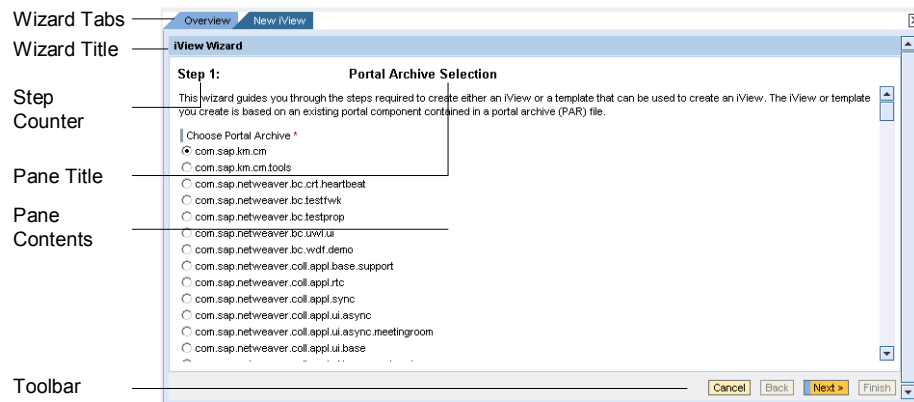 Wizard Tabs
Overview New iView
Wizard Title
iView Wizard
Step 1: Portal Archive Selection
Step
Counter
This wizard guides you through the steps required to create either an iView or a template that can be used to create an iView. The iView or template
you create is based on an existing portal component contained in a portal archive (PAR) file.
Choose Portal Archive *
com.sap.km.cm
com.sap.km.cm.tools
Pane Title
com.sap.netweaver.bc.crt.heartbeat
com.sap.netweaver.bc.testfwk
com.sap.netweaver.bc.testprop
Pane
Contents
com.sap.netweaver.bc.uwl.ui
com.sap.netweaver.bc.wdf.demo
com.sap.netweaver.coll.appl.base.support
com.sap.netweaver.coll.appl.rtc
com.sap.netweaver.coll.appl.sync
com.sap.netweaver.coll.appl.ui.async
com.sap.netweaver.coll.appl.ui.async.meetingroom
com.sap.netweaver.coll.appl.ui.base
Toolbar
Cancel Back Next » Finish